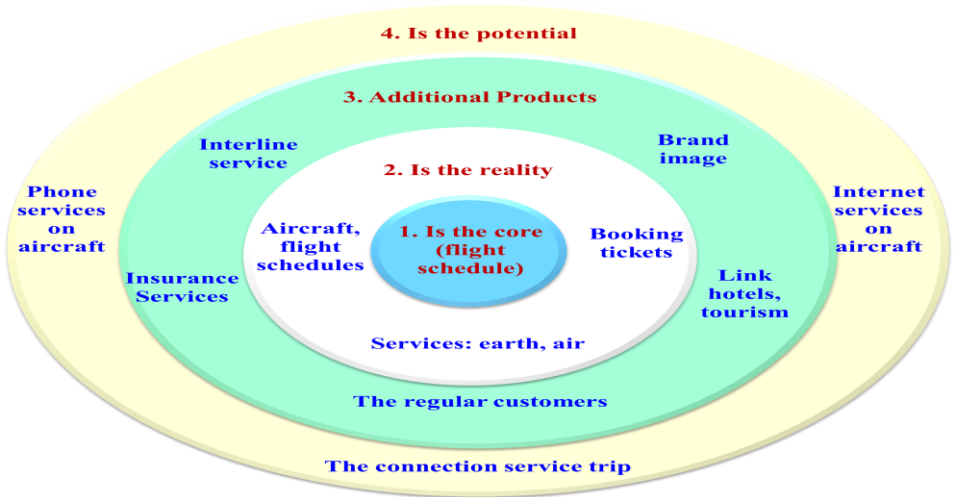 4. Is the potential
3. Additional Products
Interline
service
Brand
image
2. Is the reality
Phone
services
on
aircraft
Internet
services
on
aircraft
Aircraft,
flight
schedules
1. Is the core
(flight
schedule)
Booking
tickets
Insurance
Services
Link
hotels,
tourism
Services: earth, air
The regular customers
The connection service trip